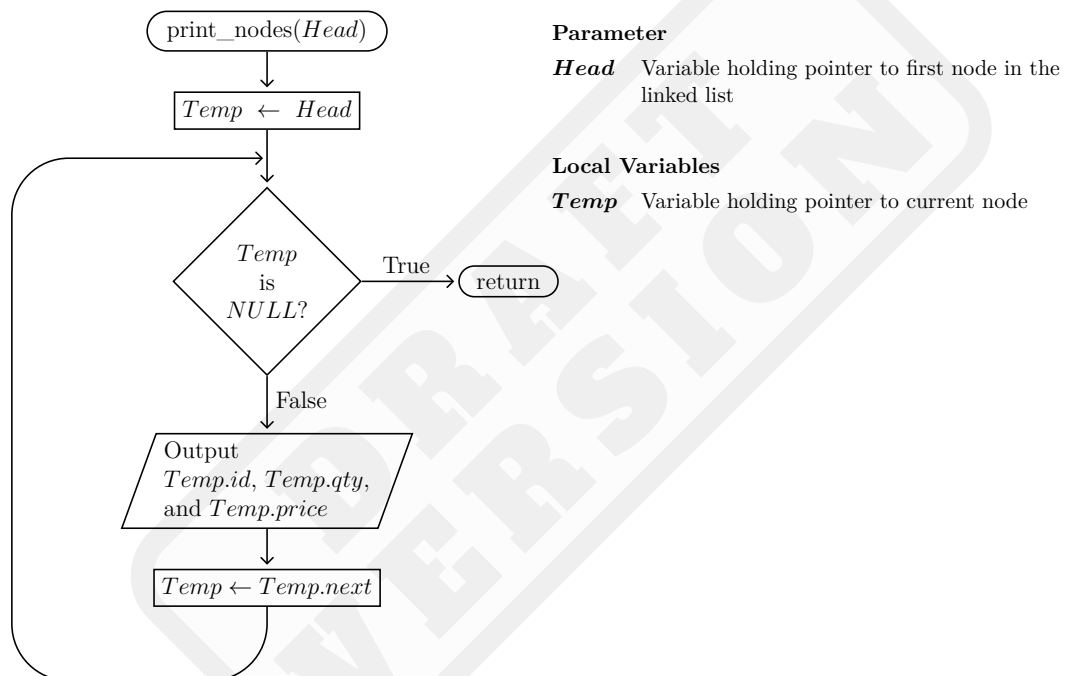 print_nodes(Head)
Temp ← Head
Temp
is
NULL?
True
return
False
Output
Temp.id, Temp.qty,
and Temp.price
Temp ← Temp.next
Parameter
Head Variable holding pointer to first node in the
linked list
Local Variables
Temp Variable holding pointer to current node
DRAFT
VERSION